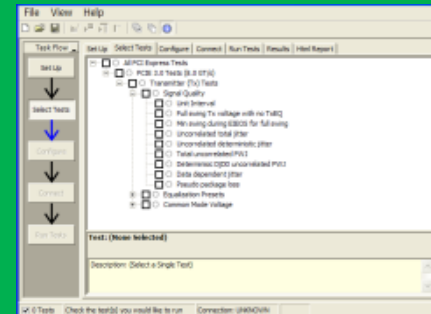 File View Help
Task Flow
Set Up Select Tests Configure Connect Run Tests Results Html Report
Set Up
Select Tests
Configure
Connect
Run Tests
All PCI Express Tests
PCIE 3.0 Tests (8.0 GT/s)
Transmitter (Tx) Tests
Signal Quality
Unit Interval
Full swing Tx voltage with no TxEQ
Min swing during EIEOS for full swing
Uncorrelated total jitter
Uncorrelated deterministic jitter
Total uncorrelated PWJ
Deterministic DjDD uncorrelated PWJ
Data dependent jitter
Pseudo package loss
Equalization Presets
Common Mode Voltage
Test: (None Selected)
Description: (Select a Single Test)
0 Tests Check the test(s) you would like to run Connection: UNKNOWN